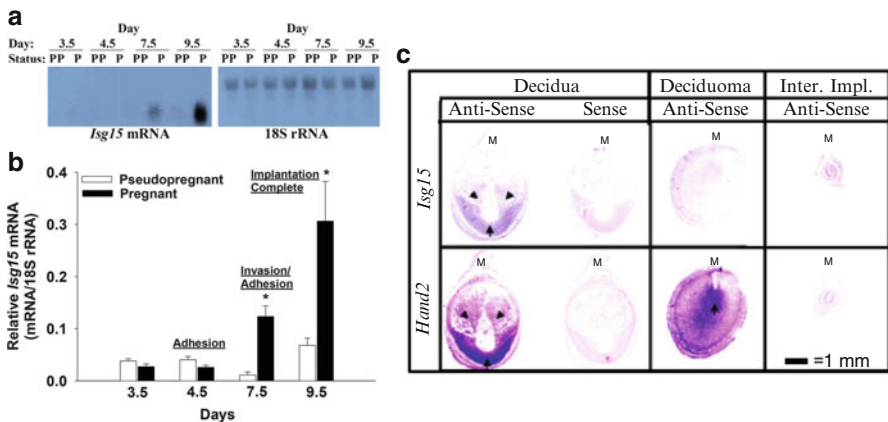 a
Day
Day: 3.5 4.5 7.5 9.5 3.5 4.5 7.5 9.5
Status: PP P PP P PP P PP P PP P PP P PP P PP P
Isg15 mRNA 18S rRNA
b
Relative Isg15 mRNA
(mRNA/18S rRNA)
0.4
0.3
0.2
0.1
0.0
Pseudopregnant
Pregnant
Implantation
Complete
*
Invasion/
Adhesion
*
Adhesion
3.5 4.5 7.5 9.5
Days
c
Decidua Deciduoma Inter. Impl.
Anti-Sense Sense Anti-Sense Anti-Sense
Isg15
M M M M
Hand2
M M M M
=1 mm